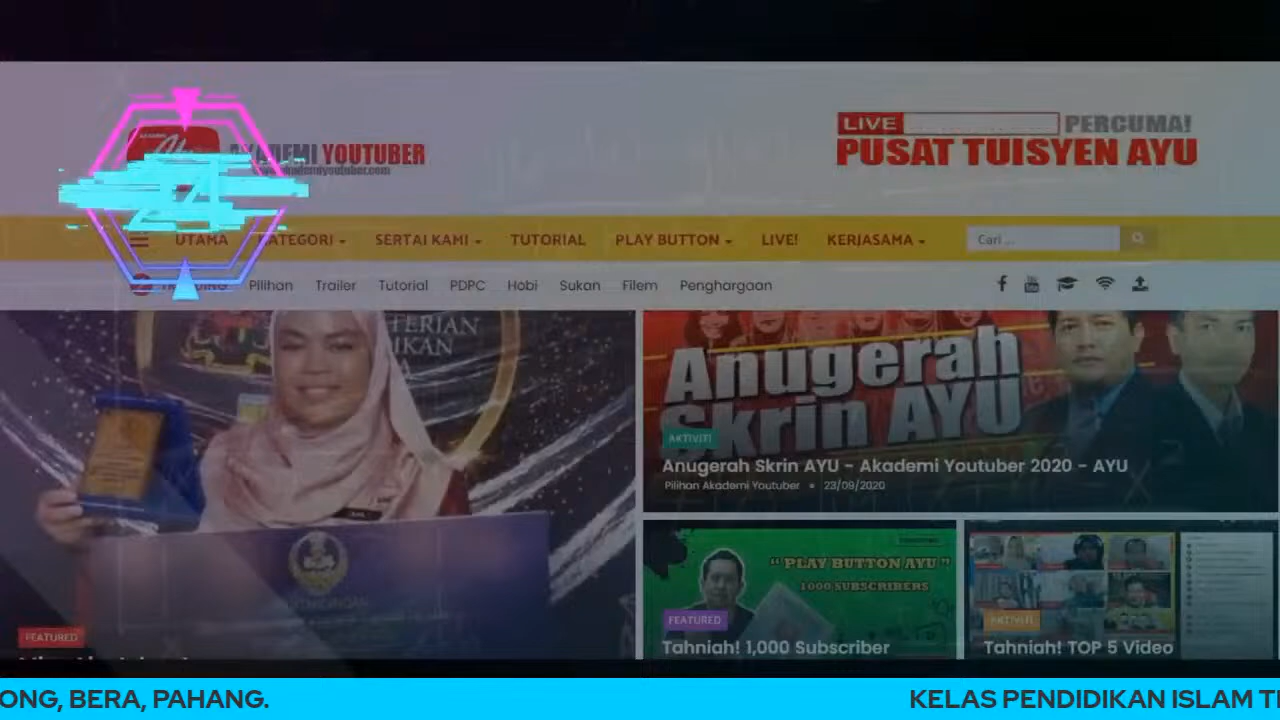 AKADEMI YOUTUBER
LIVE
PERCUMA!
PUSAT TUISYEN AYU
UTAMA
KATEGORI
SERTAI KAMI
TUTORIAL
PLAY BUTTON
LIVE!
KERJASAMA
Cari ...
TRENDING
Pilihan
Trailer
Tutorial
PDPC
Hobi
Sukan
Filem
Penghargaan
Anugerah
Skrin AYU
AKTIVITI
Anugerah Skrin AYU - Akademi Youtuber 2020 - AYU
Pilihan Akademi Youtuber 23/09/2020
FEATURED
"PLAY BUTTON AYU"
1000 SUBSCRIBERS
FEATURED
Tahniah! 1,000 Subscriber
AKTIVITI
Tahniah! TOP 5 Video
ONG, BERA, PAHANG.
KELAS PENDIDIKAN ISLAM